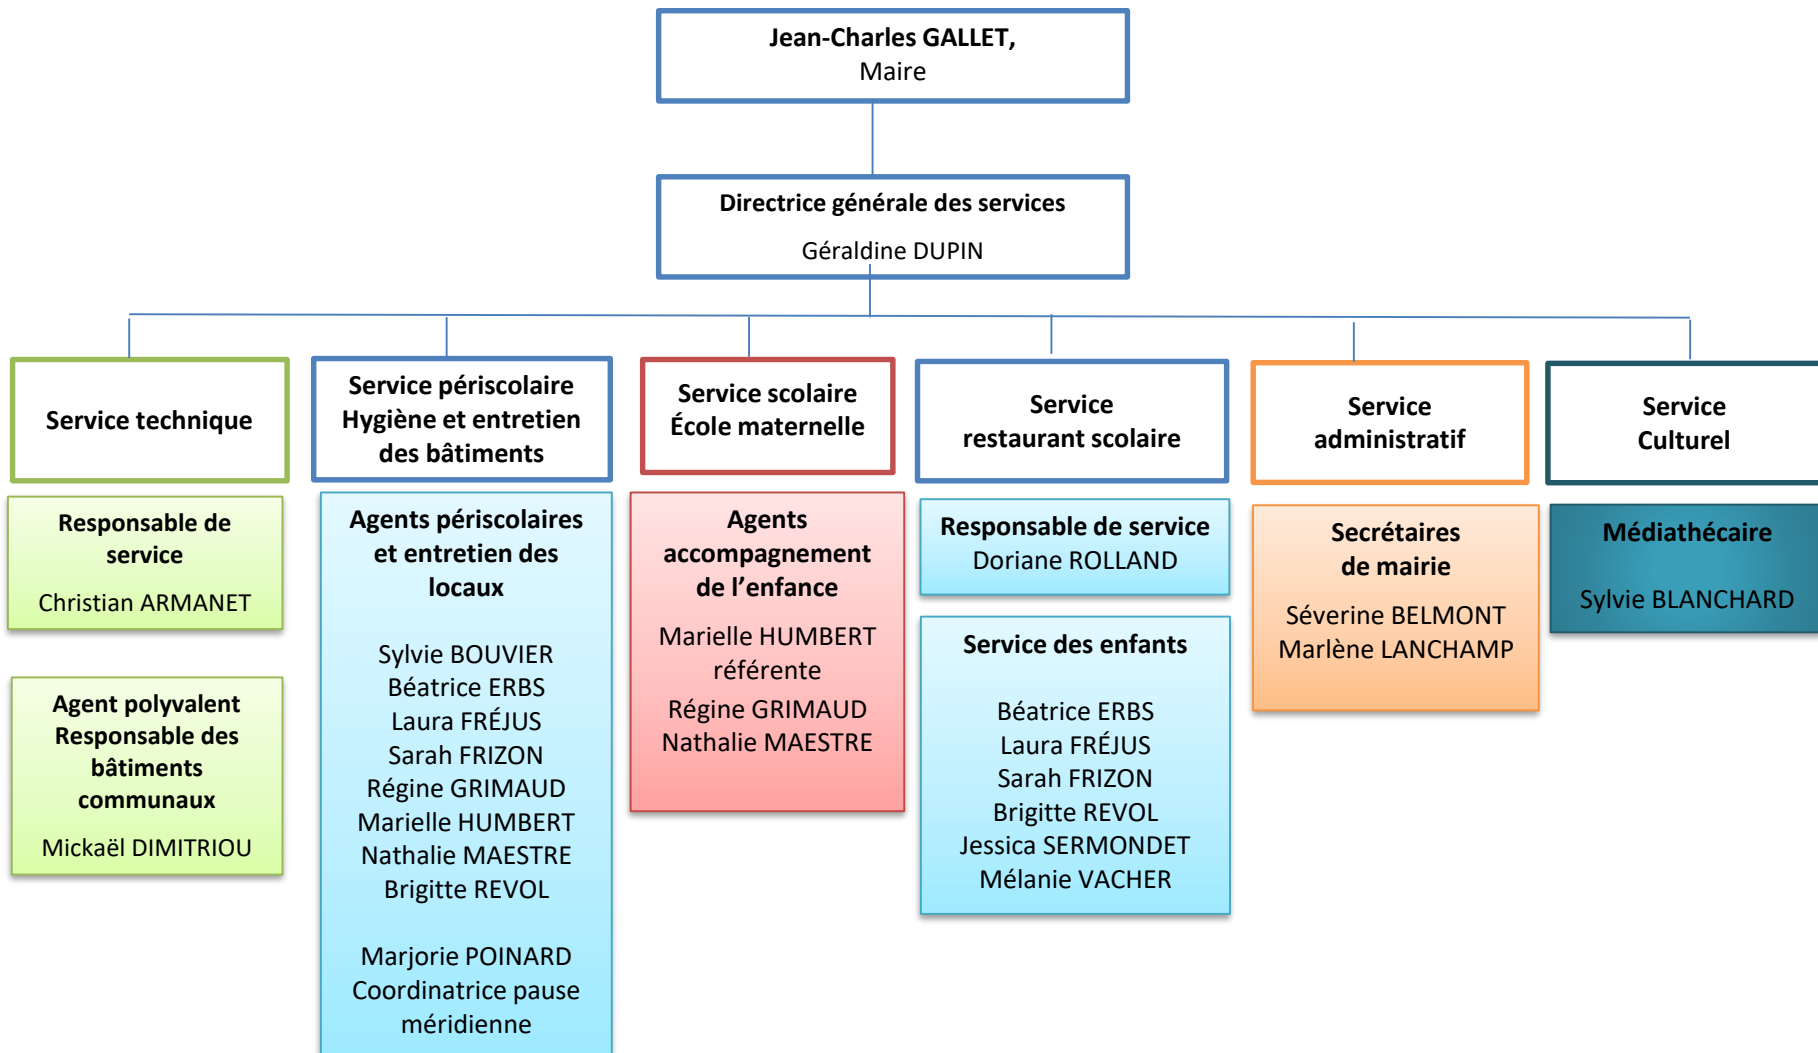 Jean-Charles GALLET,
Maire
Directrice générale des services
Géraldine DUPIN
Service technique
Responsable de
service
Christian ARMANET
Agent polyvalent
Responsable des
bâtiments
communaux
Mickaël DIMITRIOU
Service périscolaire
Hygiène et entretien
des bâtiments
Agents périscolaires
et entretien des
locaux
Sylvie BOUVIER
Béatrice ERBS
Laura FRÉJUS
Sarah FRIZON
Régine GRIMAUD
Marielle HUMBERT
Nathalie MAESTRE
Brigitte REVOL
Marjorie POINARD
Coordinatrice pause
méridienne
Service scolaire
École maternelle
Agents
accompagnement
de l’enfance
Marielle HUMBERT
référente
Régine GRIMAUD
Nathalie MAESTRE
Service
restaurant scolaire
Responsable de service
Doriane ROLLAND
Service des enfants
Béatrice ERBS
Laura FRÉJUS
Sarah FRIZON
Brigitte REVOL
Jessica SERMONDET
Mélanie VACHER
Service
administratif
Secrétaires
de mairie
Séverine BELMONT
Marlène LANCHAMP
Service
Culturel
Médiathécaire
Sylvie BLANCHARD